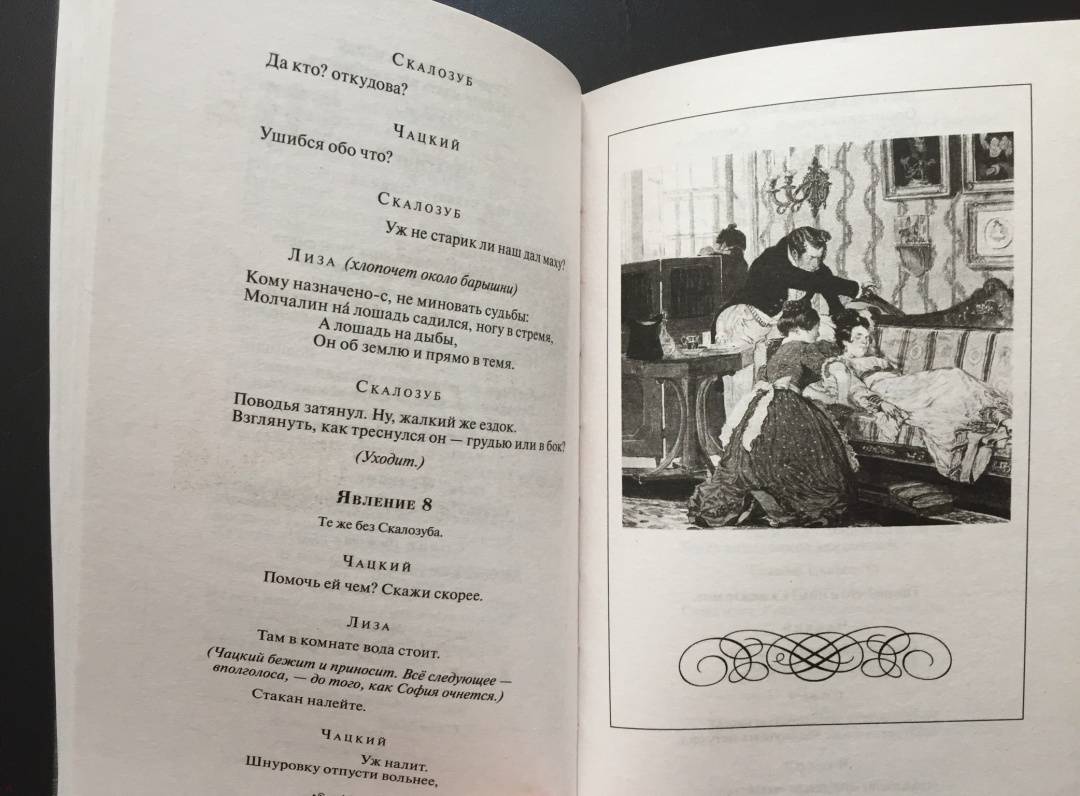 Скалозуб
Да кто? откудова?
Чацкий
Ушибся обо что?
Скалозуб
Уж не старик ли наш дал маху?
Лиза (хлопочет около барышни)
Кому назначено-с, не миновать судьбы:
Молчалин на́ лошадь садился, ногу в стремя,
А лошадь на дыбы,
Он об землю и прямо в темя.
Скалозуб
Поводья затянул. Ну, жалкий же ездок.
Взглянуть, как треснулся он — грудью или в бок?
(Уходит.)
Явление 8
Те же без Скалозуба.
Чацкий
Помочь ей чем? Скажи скорее.
Лиза
Там в комнате вода стоит.
(Чацкий бежит и приносит. Всё следующее —
вполголоса, — до того, как София очнется.)
Стакан налейте.
Чацкий
Уж налит.
Шнуровку отпусти вольнее,